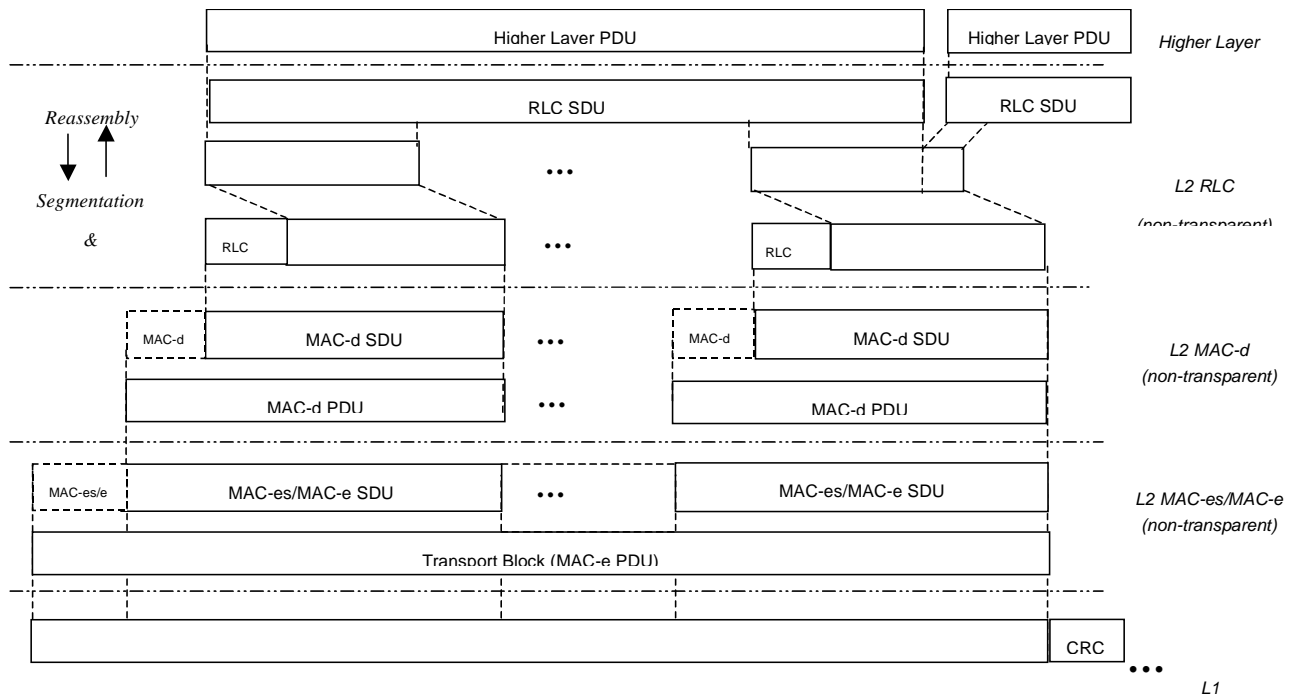 Higher Layer PDU
Higher Layer PDU
Higher Layer
RLC SDU
RLC SDU
Reassembly
Segmentation
&
...
L2 RLC
(non-transparent)
RLC
...
RLC
MAC-d
MAC-d SDU
...
MAC-d
MAC-d SDU
L2 MAC-d
(non-transparent)
MAC-d PDU
...
MAC-d PDU
MAC-es/e
MAC-es/MAC-e SDU
...
MAC-es/MAC-e SDU
L2 MAC-es/MAC-e
(non-transparent)
Transport Block (MAC-e PDU)
CRC
...
L1